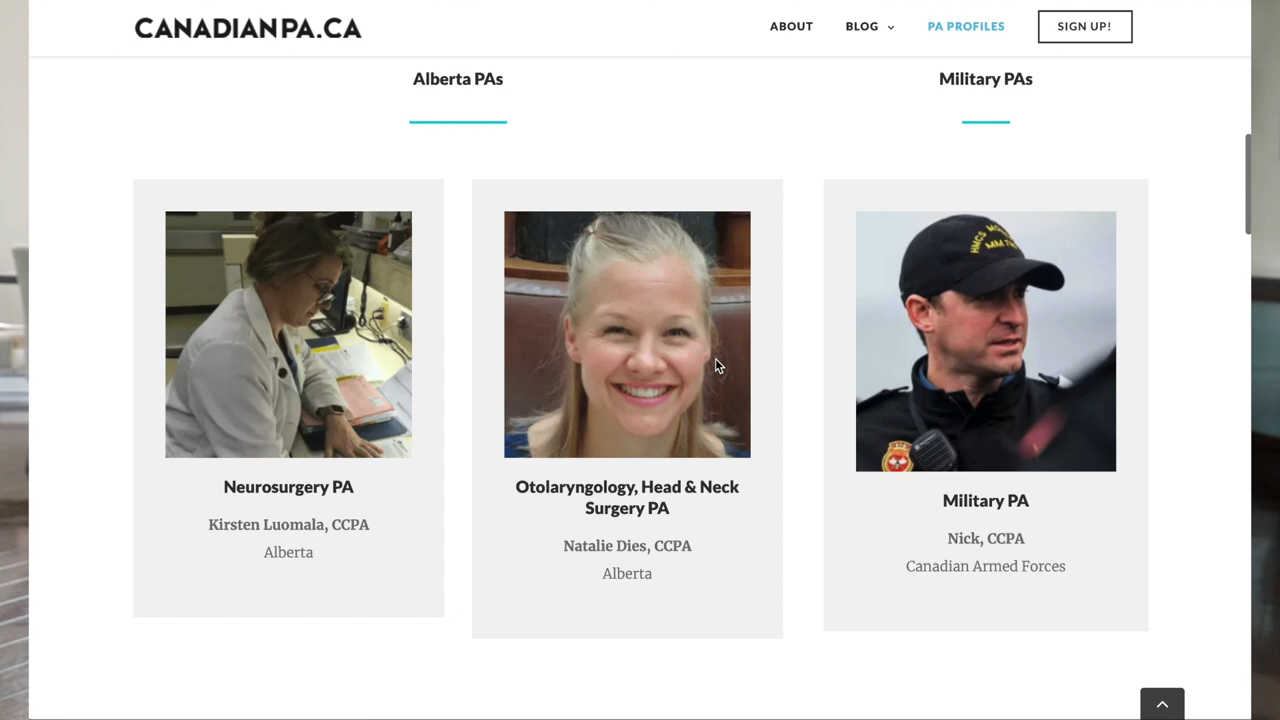 CANADIANPA.CA
ABOUT
BLOG
PA PROFILES
SIGN UP!
Alberta PAs
Military PAs
Neurosurgery PA
Kirsten Luomala, CCPA
Alberta
Otolaryngology, Head & Neck
Surgery PA
Natalie Dies, CCPA
Alberta
HMCS
Military PA
Nick, CCPA
Canadian Armed Forces